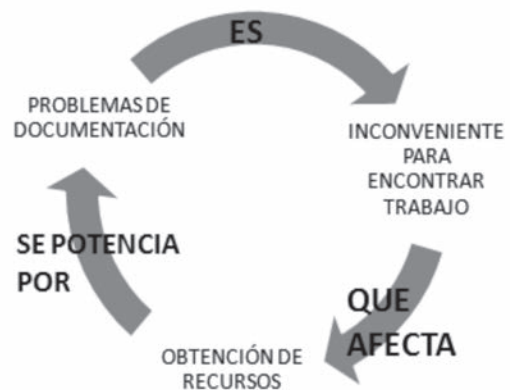 ES
PROBLEMAS DE
DOCUMENTACIÓN
INCONVENIENTE
PARA
ENCONTRAR
TRABAJO
QUE
AFECTA
OBTENCIÓN DE
RECURSOS
SE POTENCIA
POR